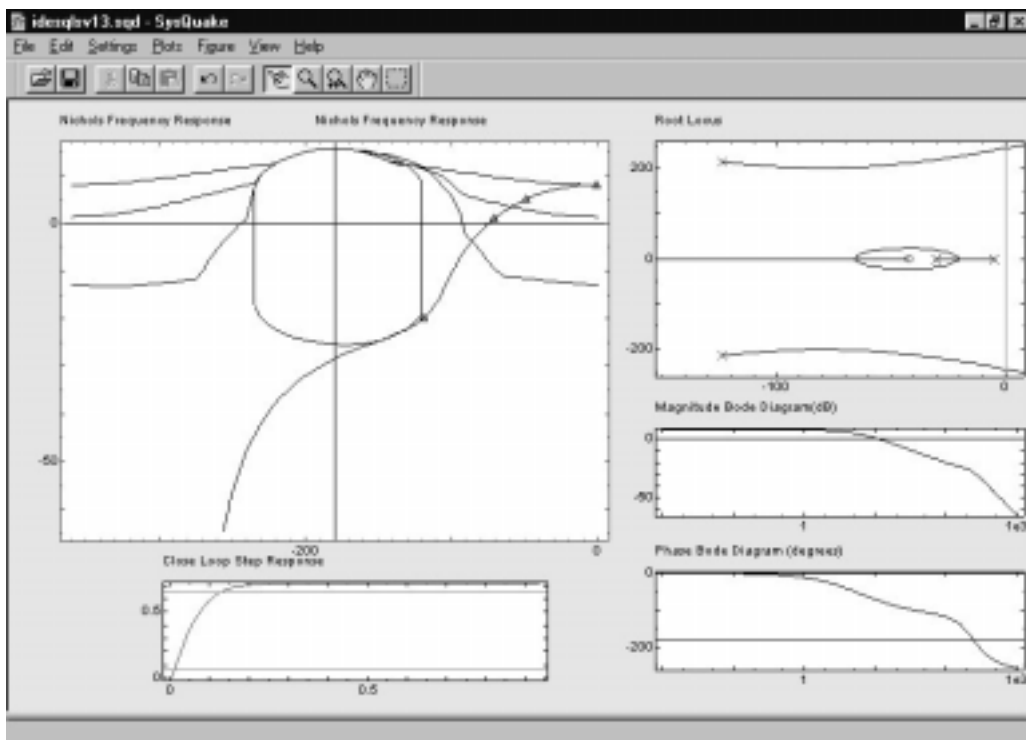 idesqlsv13.sqd - SysQuake
File Edit Settings Plots Figure View Help
Nichols Frequency Response
Nichols Frequency Response
Root Locus
0
-50
-200
0
200
0
-200
-100
0
Magnitude Bode Diagram(dB)
0
-50
1
1e3
Close Loop Step Response
0.5
0
0
0.5
Phase Bode Diagram (degrees)
0
-200
1
1e3